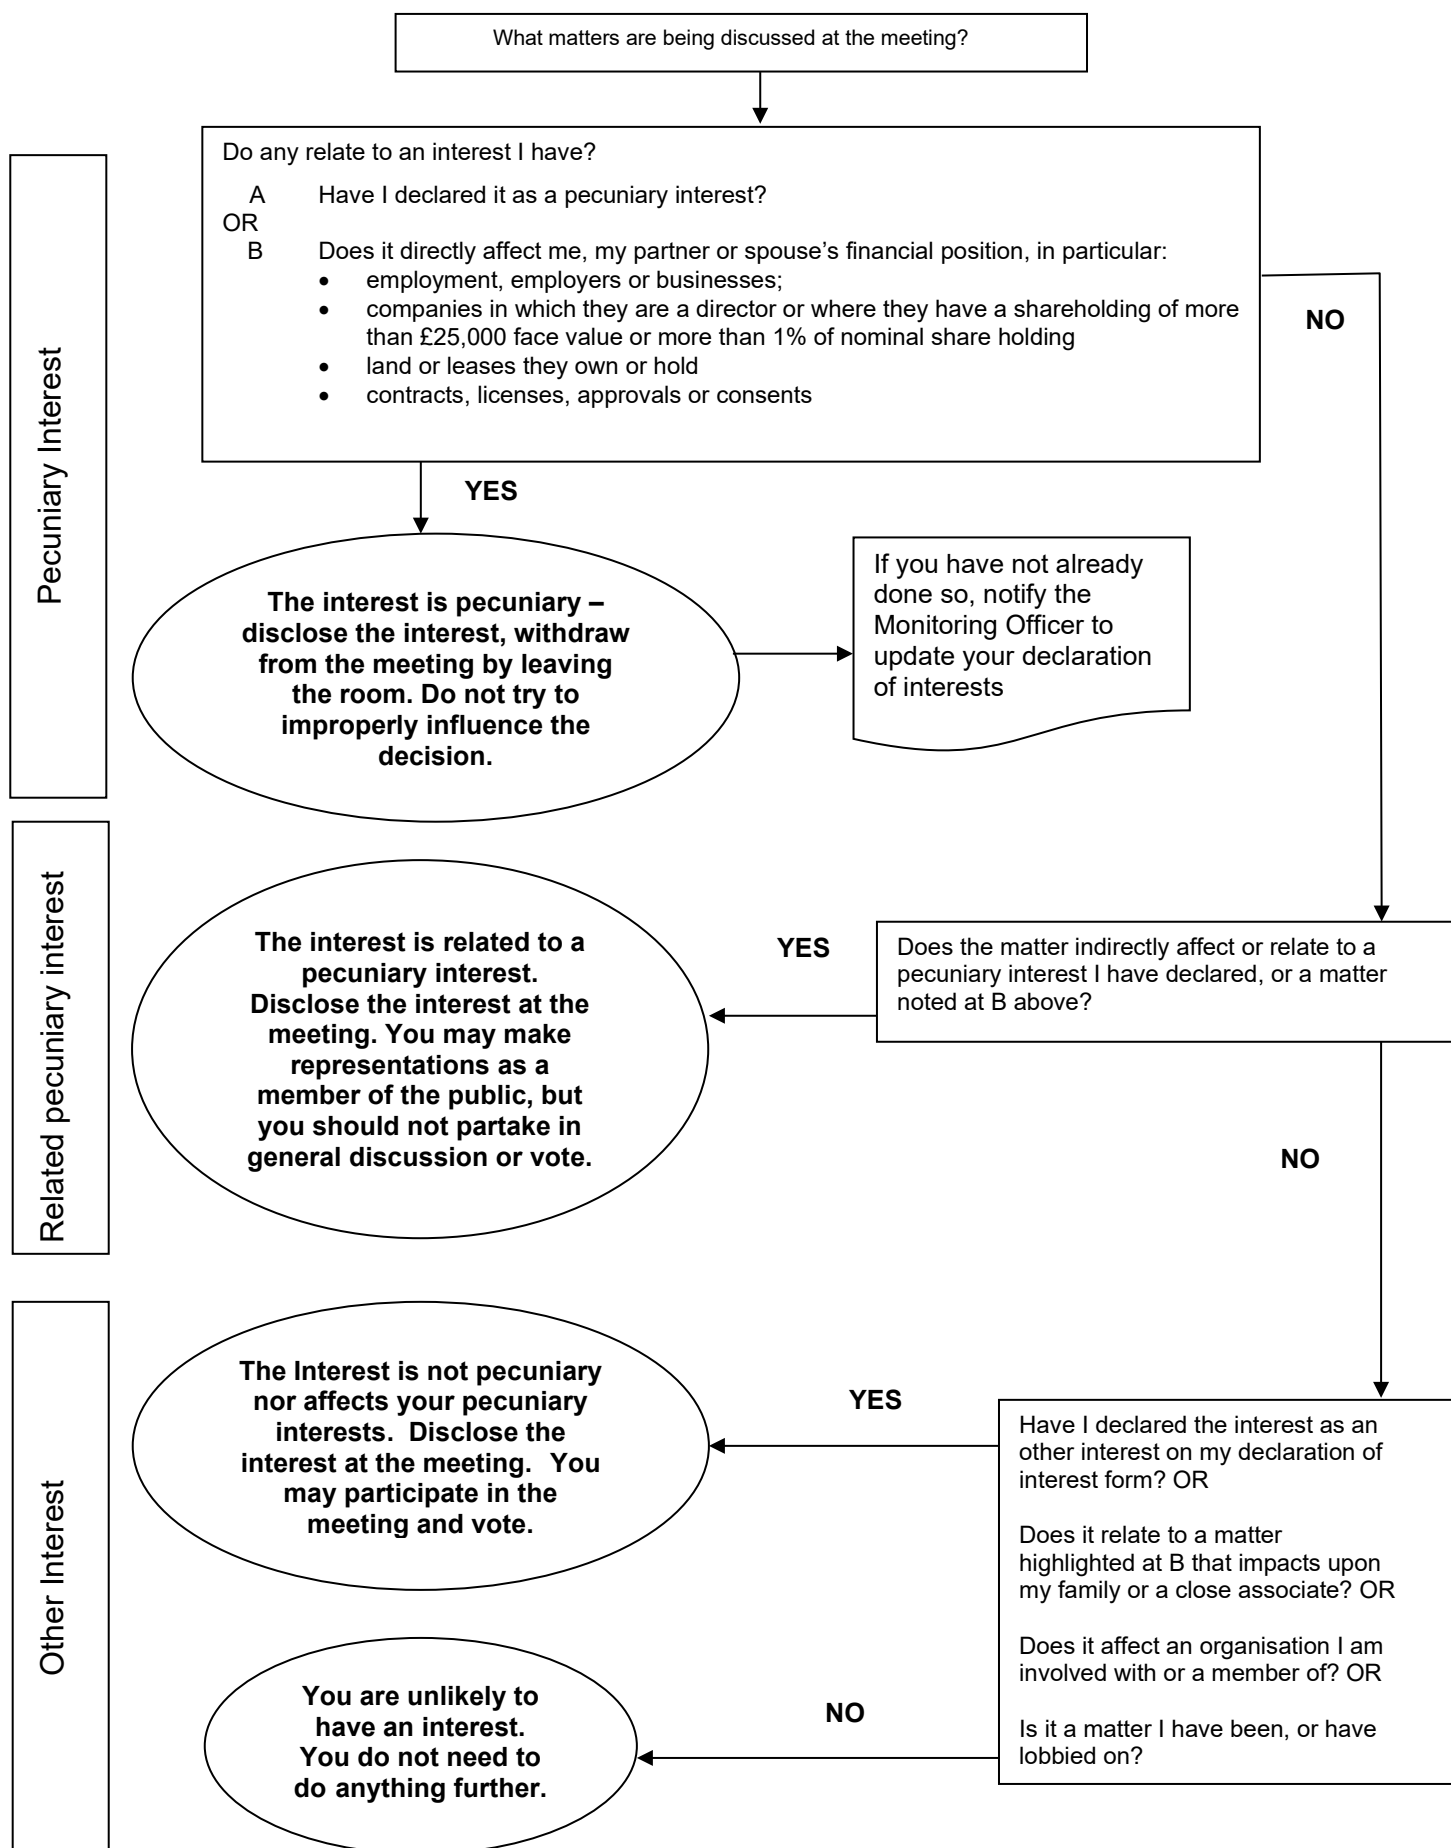 What matters are being discussed at the meeting?
Do any relate to an interest I have?
A Have I declared it as a pecuniary interest?
OR
B Does it directly affect me, my partner or spouse’s financial position, in particular:
• employment, employers or businesses;
• companies in which they are a director or where they have a shareholding of more
than £25,000 face value or more than 1% of nominal share holding
• land or leases they own or hold
• contracts, licenses, approvals or consents
NO
Pecuniary Interest
YES
The interest is pecuniary –
disclose the interest, withdraw
from the meeting by leaving
the room. Do not try to
improperly influence the
decision.
If you have not already
done so, notify the
Monitoring Officer to
update your declaration
of interests
Related pecuniary interest
The interest is related to a
pecuniary interest.
Disclose the interest at the
meeting. You may make
representations as a
member of the public, but
you should not partake in
general discussion or vote.
YES
Does the matter indirectly affect or relate to a
pecuniary interest I have declared, or a matter
noted at B above?
NO
Other Interest
The Interest is not pecuniary
nor affects your pecuniary
interests. Disclose the
interest at the meeting. You
may participate in the
meeting and vote.
YES
Have I declared the interest as an
other interest on my declaration of
interest form? OR
Does it relate to a matter
highlighted at B that impacts upon
my family or a close associate? OR
Does it affect an organisation I am
involved with or a member of? OR
Is it a matter I have been, or have
lobbied on?
NO
You are unlikely to
have an interest.
You do not need to
do anything further.